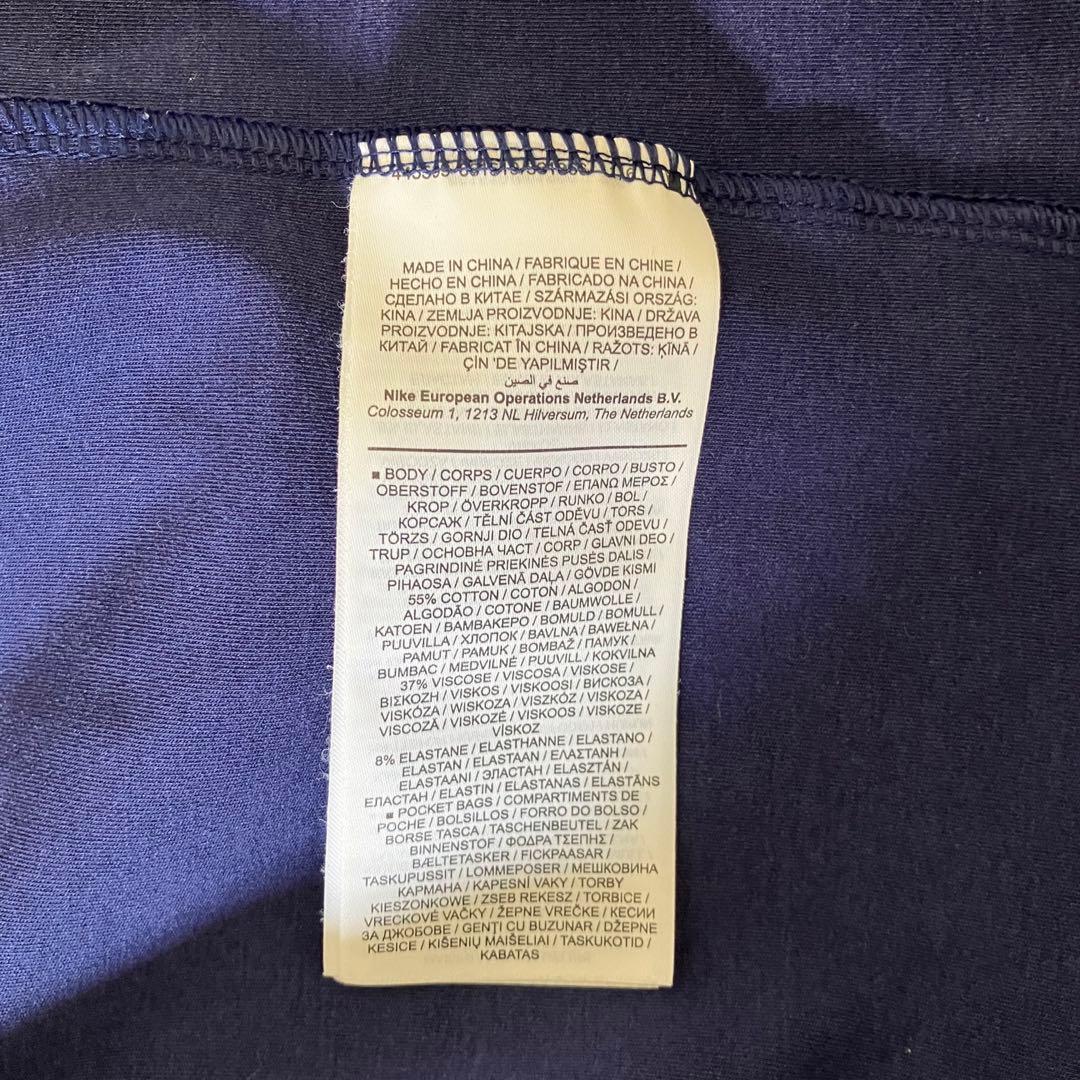 MADE IN CHINA / FABRIQUE EN CHINE /
HECHO EN CHINA / FABRICADO NA CHINA /
СДЕЛАНО В КИТАЕ / SZÁRMAZÁSI ORSZÁG:
KINA / ZEMLJA PROIZVODNJE: KINA / DRŽAVA
PROIZVODNJE: KITAJSKA / ПРОИЗВЕДЕНО В
КИТАЙ / FABRICAT ÎN CHINA / RAŽOTS: ĶĪNĀ /
ÇİN 'DE YAPILMIŞTIR /
صنع في الصين
Nike European Operations Netherlands B.V.
Colosseum 1, 1213 NL Hilversum, The Netherlands
■ BODY / CORPS / CUERPO / CORPO / BUSTO /
OBERSTOFF / BOVENSTOF / ΕΠΑΝΩ ΜΕΡΟΣ /
KROP / ÖVERKROPP / RUNKO / BOL /
КОРСАЖ / TĚLNÍ ČÁST ODĚVU / TORS /
TÖRZS / GORNJI DIO / TELNÁ ČASŤ ODEVU /
TRUP / ОСНОВНА ЧАСТ / CORP / GLAVNI DEO /
PAGRINDINĖ PRIEKINĖS PUSĖS DALIS /
PIHAOSA / GALVENĀ DAĻA / GÖVDE KISMI
55% COTTON / COTON / ALGODON /
ALGODÃO / COTONE / BAUMWOLLE /
KATOEN / ΒΑΜΒΑΚΕΡΟ / BOMULD / BOMULL /
PUUVILLA / ХЛОПОК / BAVLNA / BAWEŁNA /
PAMUT / PAMUK / BOMBAŽ / ПАМУК /
BUMBAC / MEDVILNĖ / PUUVILL / KOKVILNA
37% VISCOSE / VISCOSA / VISKOSE /
ΒΙΣΚΟΖΗ / VISKOS / VISKOOSI / ВИСКОЗА /
VISKÓZA / WISKOZA / VISZKÓZ / VISKOZA /
VISCOZĂ / VISKOZĖ / VISKOOS / VISKOZE /
VİSKOZ
8% ELASTANE / ELASTHANNE / ELASTANO /
ELASTAN / ELASTAAN / ΕΛΑΣΤΑΝΗ /
ELASTAANI / ЭЛАСТАН / ELASZTÁN /
ЕЛАСТАН / ELASTIN / ELASTANAS / ELASTĀNS
■ POCKET BAGS / COMPARTIMENTS DE
POCHE / BOLSILLOS / FORRO DO BOLSO /
BORSE TASCA / TASCHENBEUTEL / ZAK
BINNENSTOF / ΦΟΔΡΑ ΤΣΕΠΗΣ /
BÆLTETASKER / FICKPAASAR /
TASKUPUSSIT / LOMMEPOSER / МЕШКОВИНА
КАРМАНА / KAPESNÍ VAKY / TORBY
KIESZONKOWE / ZSEB REKESZ / TORBICE /
VRECKOVÉ VAČKY / ŽEPNE VREČKE / КЕСИИ
ЗА ДЖОБОВЕ / GENŢI CU BUZUNAR / DŽEPNE
KESICE / KIŠENIŲ MAIŠELIAI / TASKUKOTID /
KABATAS